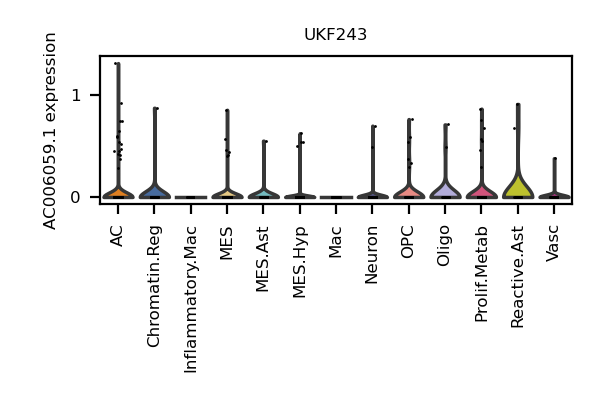 UKF243
AC006059.1 expression
1
0
AC
Chromatin.Reg
Inflammatory.Mac
MES
MES.Ast
MES.Hyp
Mac
Neuron
OPC
Oligo
Prolif.Metab
Reactive.Ast
Vasc